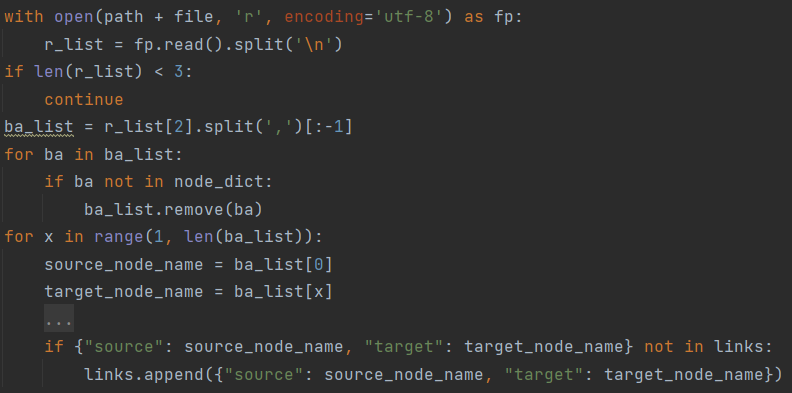 with open(path + file, 'r', encoding='utf-8') as fp:
    r_list = fp.read().split('\n')
if len(r_list) < 3:
    continue
ba_list = r_list[2].split(',')[:-1]
for ba in ba_list:
    if ba not in node_dict:
        ba_list.remove(ba)
for x in range(1, len(ba_list)):
    source_node_name = ba_list[0]
    target_node_name = ba_list[x]
    ...
    if {"source": source_node_name, "target": target_node_name} not in links:
        links.append({"source": source_node_name, "target": target_node_name})